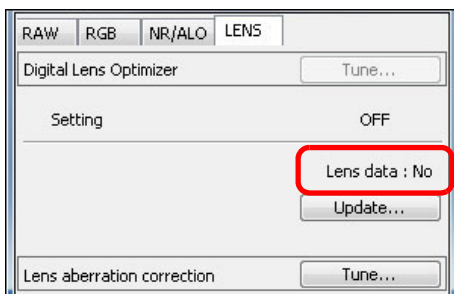 RAW RGB NR/ALO LENS
Digital Lens Optimizer Tune...
Setting OFF
Lens data : No
Update...
Lens aberration correction Tune...